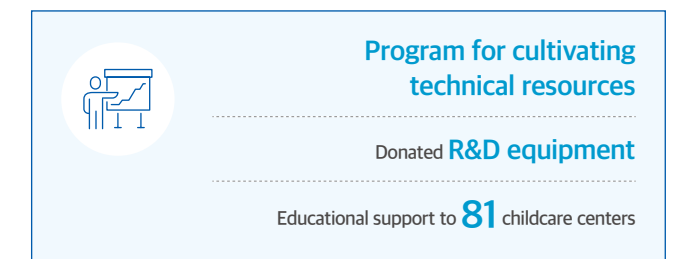 Program for cultivating
technical resources
Donated R&D equipment
Educational support to 81 childcare centers